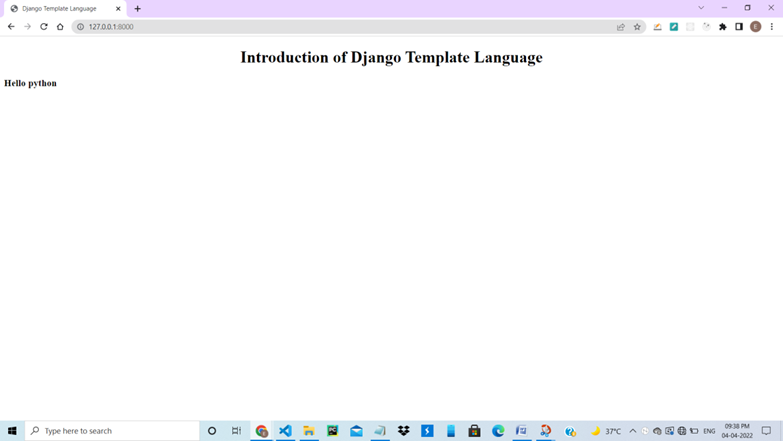 Django Template Language
127.0.0.1:8000
E
Introduction of Django Template Language
Hello python
Type here to search
37°C
ENG
09:38 PM
04-04-2022